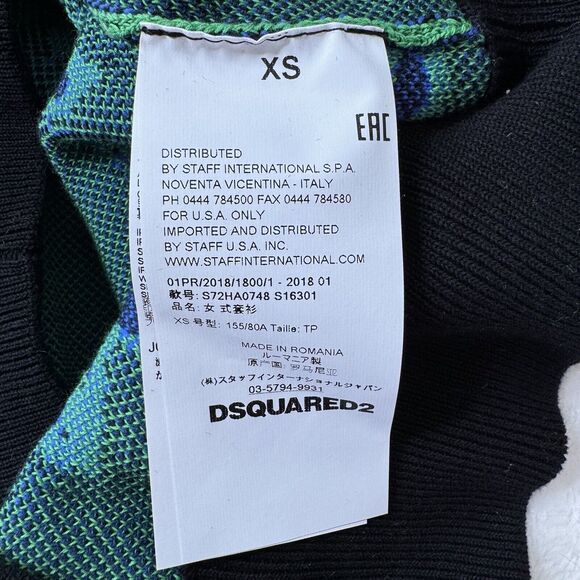 XS
EAC
DISTRIBUTED
BY STAFF INTERNATIONAL S.P.A.
NOVENTA VICENTINA - ITALY
PH 0444 784500 FAX 0444 784580
FOR U.S.A. ONLY
IMPORTED AND DISTRIBUTED
BY STAFF U.S.A. INC.
WWW.STAFFINTERNATIONAL.COM
01PR/2018/1800/1 - 2018 01
款号: S72HA0748 S16301
品名: 女 式套衫
XS 号型: 155/80A Taille: TP
MADE IN ROMANIA
ルーマニア製
原产国: 罗马尼亚
(株)スタッフインターナショナルジャパン
03-5794-9931
DSQUARED2